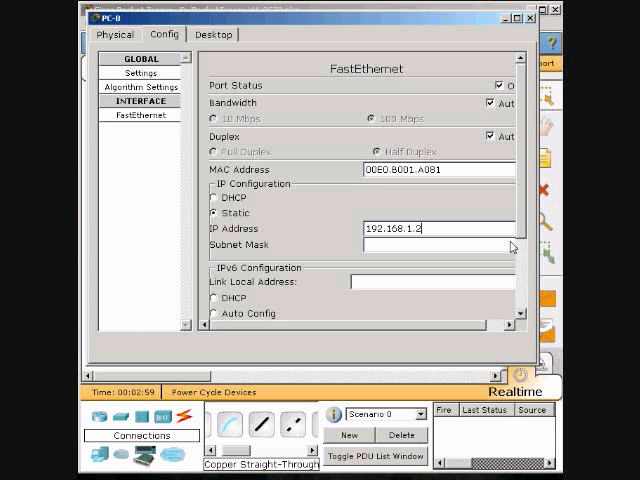 PC-B
Physical
Config
Desktop
GLOBAL
Settings
Algorithm Settings
INTERFACE
FastEthernet
FastEthernet
Port Status
Bandwidth
Aut
10 Mbps
100 Mbps
Duplex
Aut
Full Duplex
Half Duplex
MAC Address
00E0.B001.A081
IP Configuration
DHCP
Static
IP Address
192.168.1.2
Subnet Mask
IPv6 Configuration
Link Local Address:
DHCP
Auto Config
ort
Time: 00:02:59
Power Cycle Devices
Realtime
Connections
Copper Straight-Through
Scenario 0
New
Delete
Toggle PDU List Window
Fire
Last Status
Source